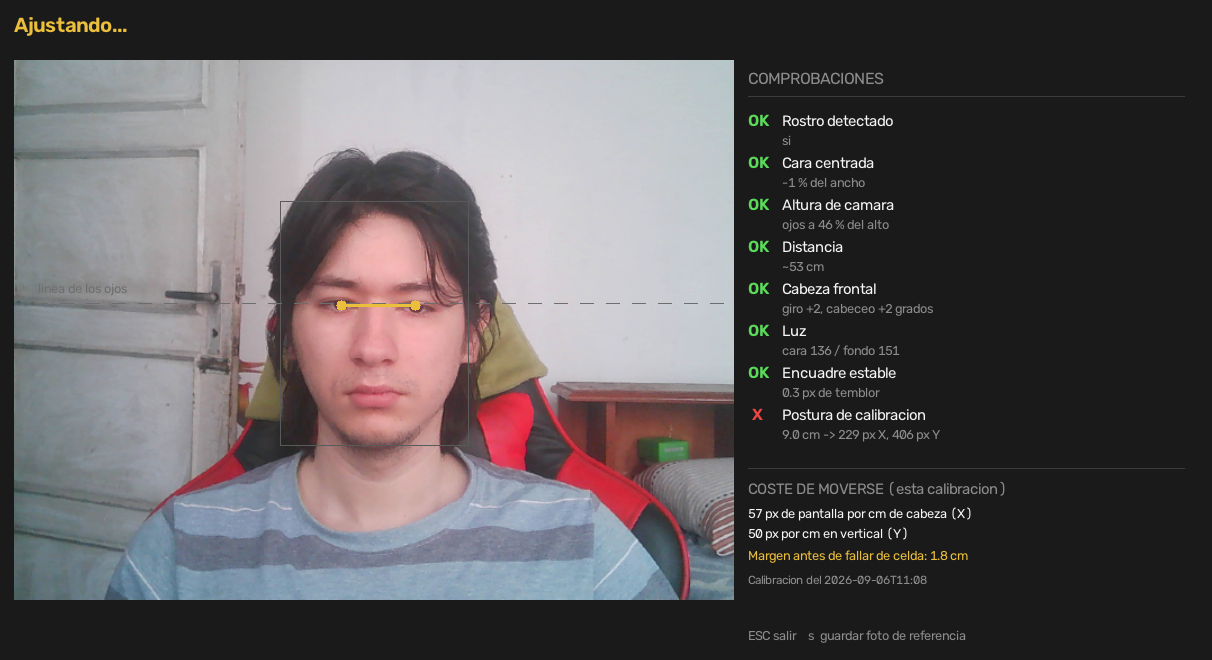 Ajustando...
línea de los ojos
COMPROBACIONES
OK Rostro detectado
si
OK Cara centrada
-1 % del ancho
OK Altura de camara
ojos a 46 % del alto
OK Distancia
~53 cm
OK Cabeza frontal
giro +2, cabeceo +2 grados
OK Luz
cara 136 / fondo 151
OK Encuadre estable
0.3 px de temblor
X Postura de calibracion
9.0 cm -> 229 px X, 406 px Y
COSTE DE MOVERSE (esta calibracion)
57 px de pantalla por cm de cabeza (X)
50 px por cm en vertical (Y)
Margen antes de fallar de celda: 1.8 cm
Calibracion del 2026-09-06T11:08
ESC salir s guardar foto de referencia